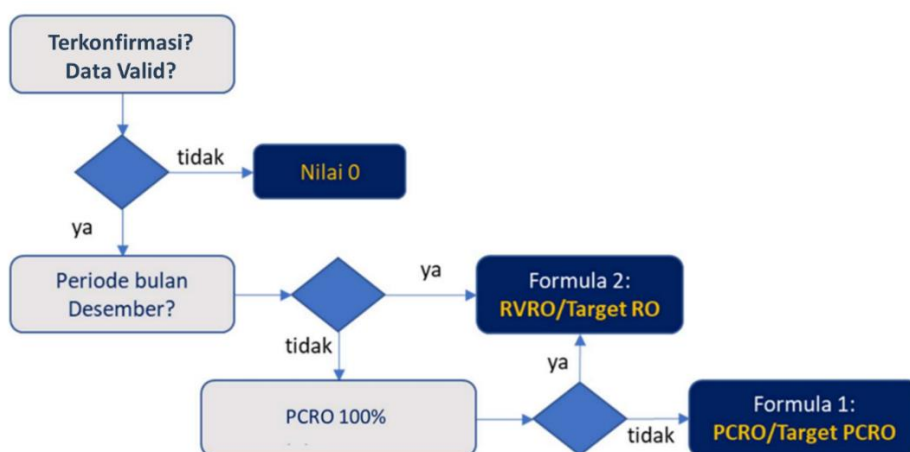 Terkonfirmasi?
Data Valid?
tidak
Nilai 0
ya
Periode bulan
Desember?
ya
Formula 2:
RVRO/Target RO
tidak
ya
PCRO 100%
Formula 1:
PCRO/Target PCRO
tidak